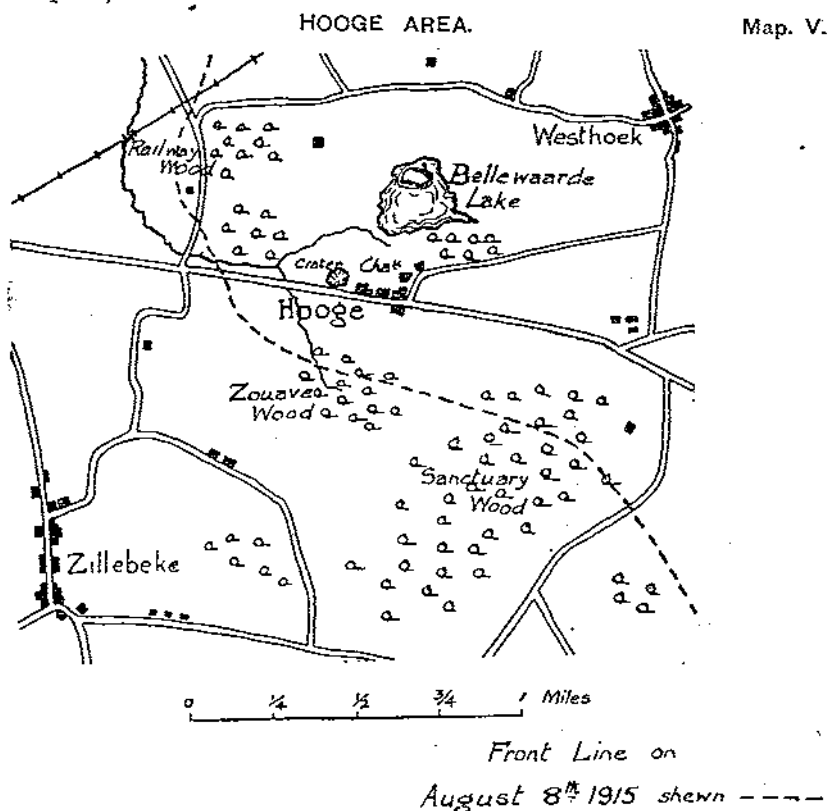 HOOGE AREA.
Map. V.
Westhoek
Railway
Wood
Bellewaarde
Lake
Crater
Chat.
Hooge
Zouave
Wood
Sanctuary
Wood
Zillebeke
0 1/4 1/2 3/4 1 Miles
Front Line on
August 8th 1915 shewn